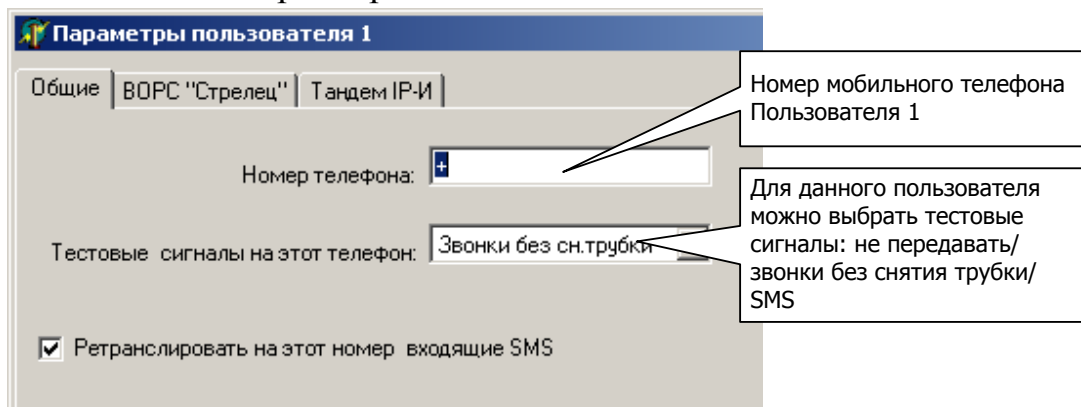 Параметры пользователя 1
Общие
ВОРС "Стрелец"
Тандем IP-И
Номер телефона:
+
Тестовые сигналы на этот телефон:
Звонки без сн.трубки
Ретранслировать на этот номер входящие SMS
Номер мобильного телефона
Пользователя 1
Для данного пользователя
можно выбрать тестовые
сигналы: не передавать/
звонки без снятия трубки/
SMS